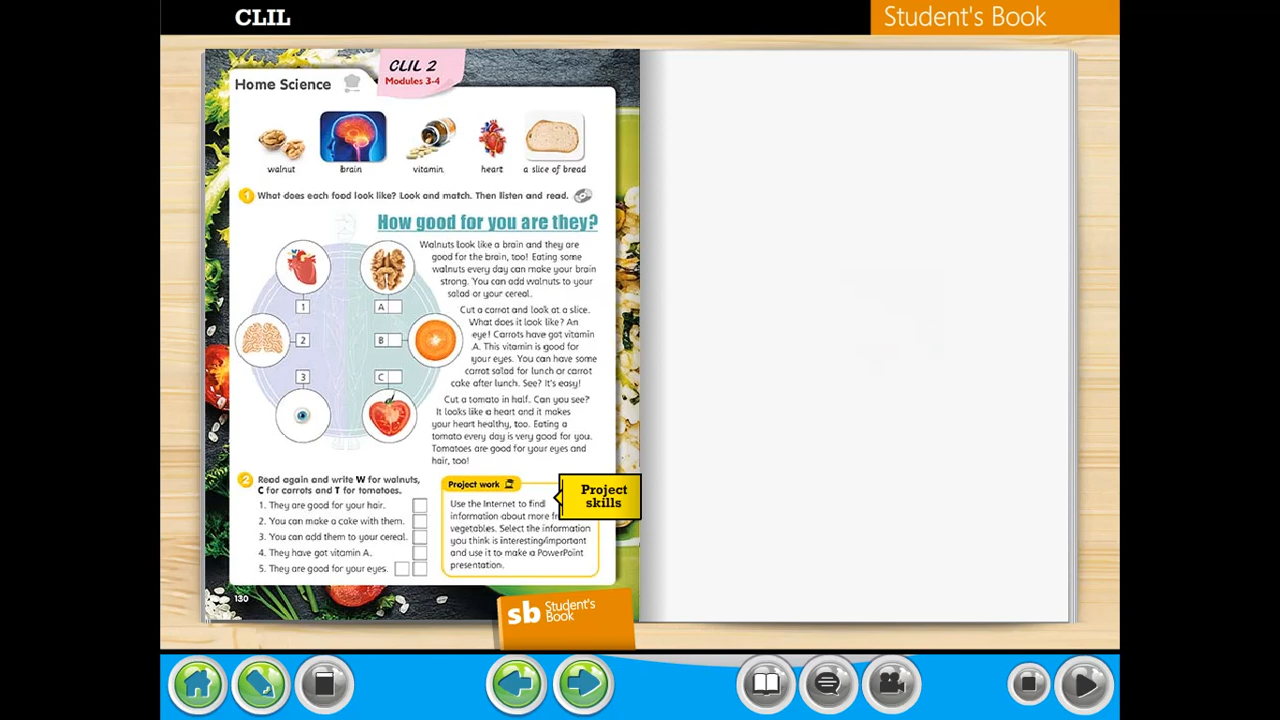 CLIL
Student's Book
CLIL 2
Modules 3-4
Home Science
walnut
brain
vitamin
heart
a slice of bread
1 What does each food look like? Look and match. Then listen and read.
How good for you are they?
Walnuts look like a brain and they are
good for the brain, too! Eating some
walnuts every day can make your brain
strong. You can add walnuts to your
salad or your cereal.
Cut a carrot and look at a slice.
What does it look like? An
eye! Carrots have got vitamin
A. This vitamin is good for
your eyes. You can have some
carrot salad for lunch or carrot
cake after lunch. See? It's easy!
Cut a tomato in half. Can you see?
It looks like a heart and it makes
your heart healthy, too. Eating a
tomato every day is very good for you.
Tomatoes are good for your eyes and
hair, too!
1
A
2
B
3
C
2 Read again and write W for walnuts,
C for carrots and T for tomatoes.
1. They are good for your hair.
2. You can make a cake with them.
3. You can add them to your cereal.
4. They have got vitamin A.
5. They are good for your eyes.
Project work
Use the Internet to find
information about more
vegetables. Select the information
you think is interesting/important
and use it to make a PowerPoint
presentation.
Project
skills
130
sb Student's
Book